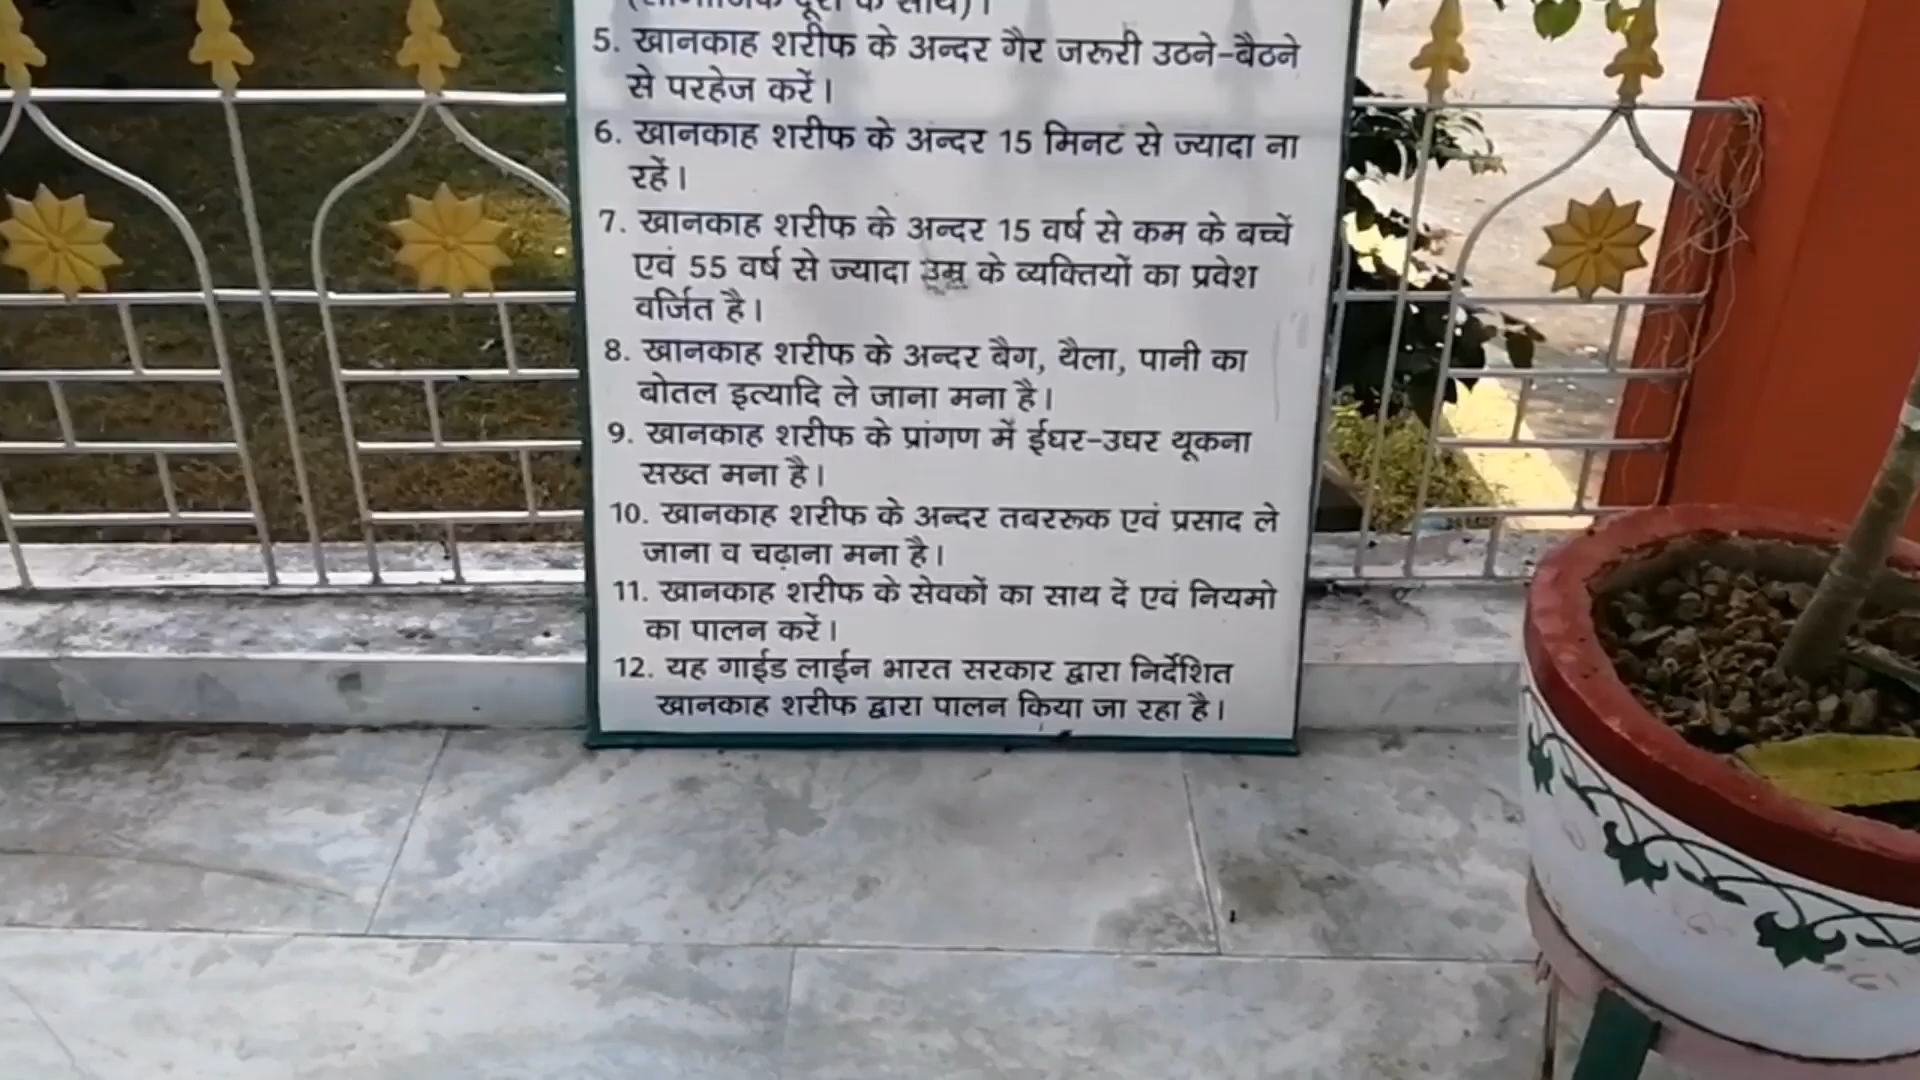 (सामाजिक दूरी के साथ)।
5. खानकाह शरीफ के अन्दर गैर जरूरी उठने-बैठने
से परहेज करें।
6. खानकाह शरीफ के अन्दर 15 मिनट से ज्यादा ना
रहें।
7. खानकाह शरीफ के अन्दर 15 वर्ष से कम के बच्चें
एवं 55 वर्ष से ज्यादा उम्र के व्यक्तियों का प्रवेश
वर्जित है।
8. खानकाह शरीफ के अन्दर बैग, थैला, पानी का
बोतल इत्यादि ले जाना मना है।
9. खानकाह शरीफ के प्रांगण में ईधर-उधर थूकना
सख्त मना है।
10. खानकाह शरीफ के अन्दर तबररूक एवं प्रसाद ले
जाना व चढ़ाना मना है।
11. खानकाह शरीफ के सेवकों का साथ दें एवं नियमो
का पालन करें।
12. यह गाईड लाईन भारत सरकार द्वारा निर्देशित
खानकाह शरीफ द्वारा पालन किया जा रहा है।